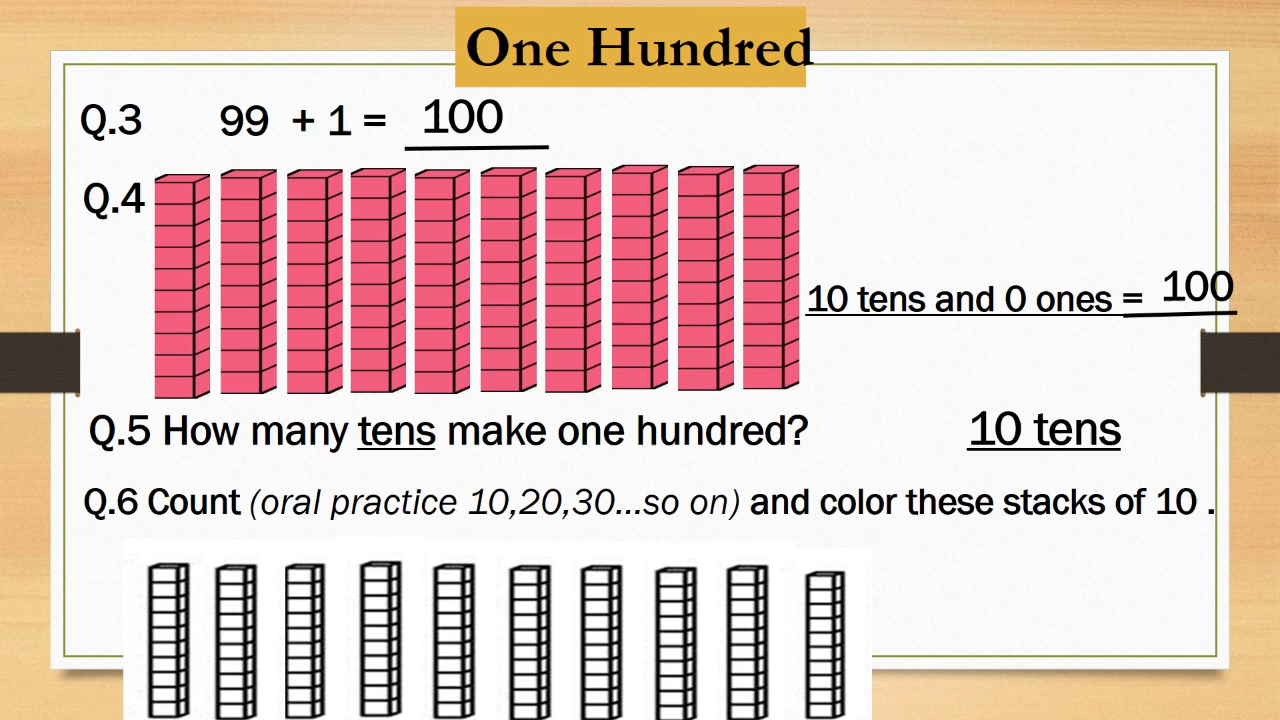 One Hundred
Q.3 99 + 1 = 100
Q.4
10 tens and 0 ones = 100
Q.5 How many tens make one hundred? 10 tens
Q.6 Count (oral practice 10,20,30...so on) and color these stacks of 10 .